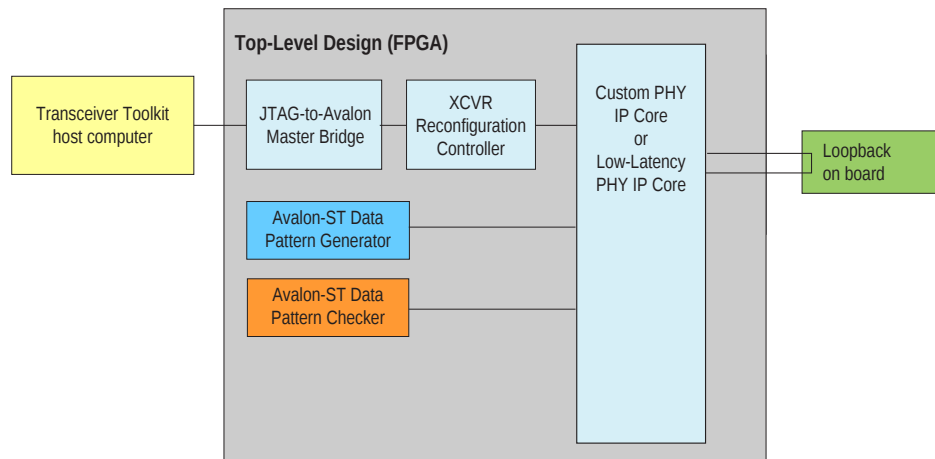 Top-Level Design (FPGA)
Transceiver Toolkit
host computer
JTAG-to-Avalon
Master Bridge
XCVR
Reconfiguration
Controller
Custom PHY
IP Core
or
Low-Latency
PHY IP Core
Loopback
on board
Avalon-ST Data
Pattern Generator
Avalon-ST Data
Pattern Checker